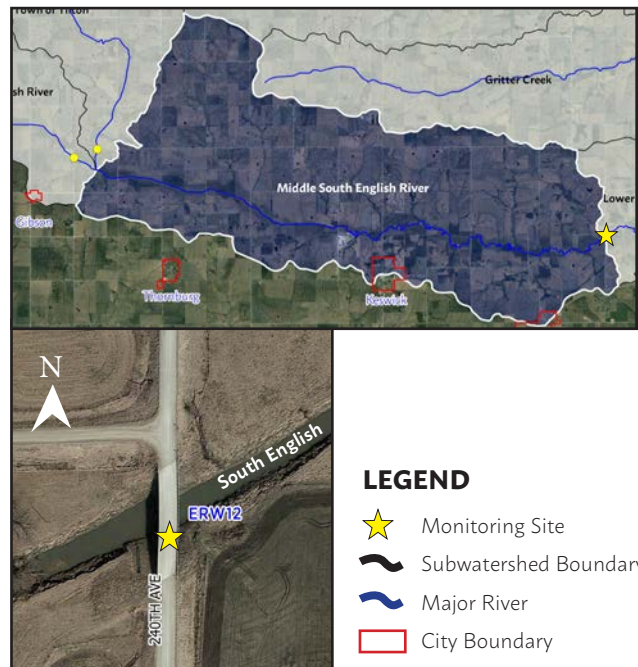 Town of Tilton
sh River
Gritter Creek
Middle South English River
Lower
Gibson
Thornburg
Keswick
N
South English
ERW12
240TH AVE
LEGEND
Monitoring Site
Subwatershed Boundar
Major River
City Boundary